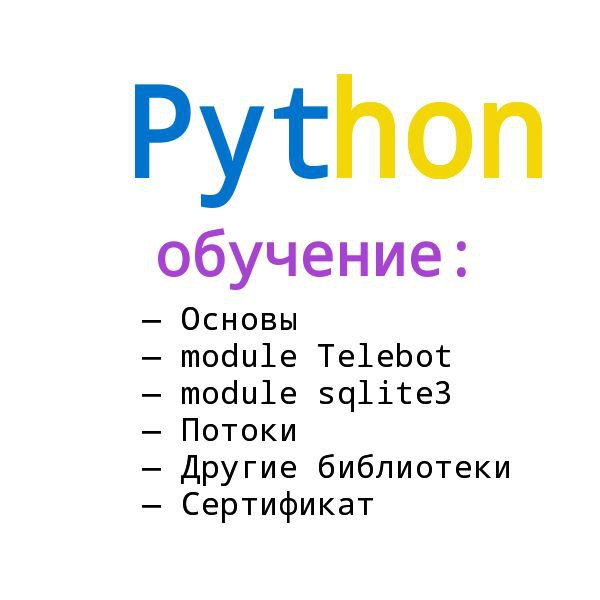 Python
обучение:
— Основы
— module Telebot
— module sqlite3
— Потоки
— Другие библиотеки
— Сертификат